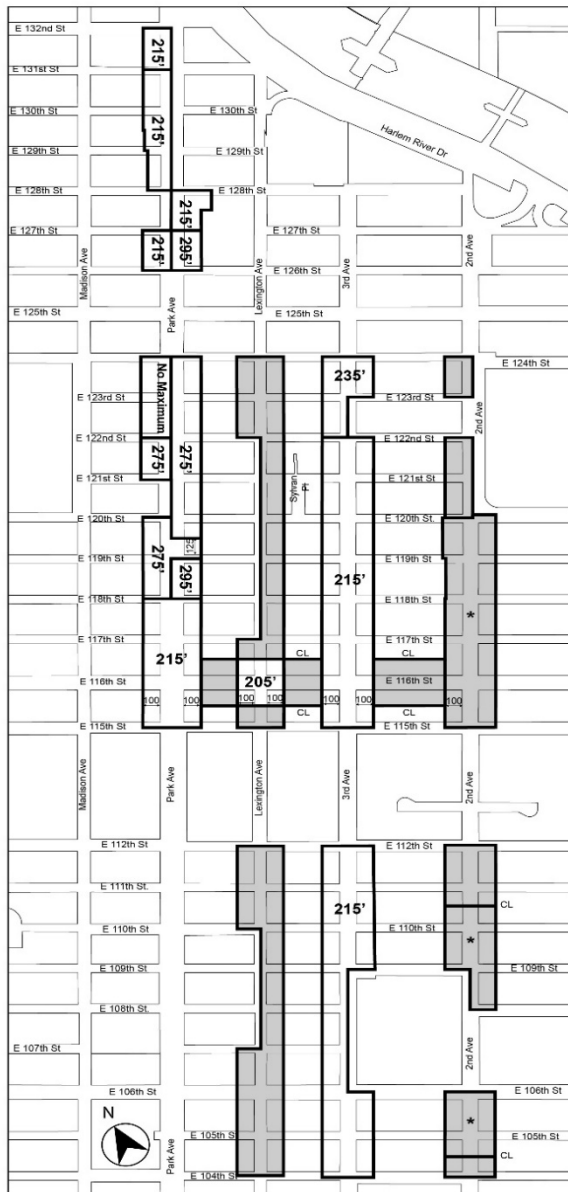 E 132nd St
215'
E 131st St
E 130th St
215'
E 130th St
Harlem River Dr
E 129th St
E 129th St
E 128th St
E 128th St
215'
E 127th St
E 127th St
2nd Ave
215'
295'
Madison Ave
Lexington Ave
3rd Ave
E 126th St
Park Ave
E 125th St
E 125th St
E 124th St
No Maximum
235'
E 123rd St
E 123rd St
2nd Ave
E 122nd St
E 122nd St
275'
275'
E 121st St
Sylvan Pl
E 121st St
E 120th St
E 120th St.
275'
125
E 119th St
E 119th St
295'
E 118th St
E 118th St
215'
*
E 117th St
E 117th St
CL
CL
205'
E 116th St
E 116th St
100
100
100
100
100
100
CL
CL
E 115th St
E 115th St
Madison Ave
Park Ave
Lexington Ave
3rd Ave
2nd Ave
E 112th St
E 112th St
E 111th St.
CL
215'
E 110th St
E 110th St
*
E 109th St
E 109th St
E 108th St.
E 107th St
2nd Ave
E 106th St
E 106th St
N
*
E 105th St
E 105th St
CL
Park Ave
E 104th St